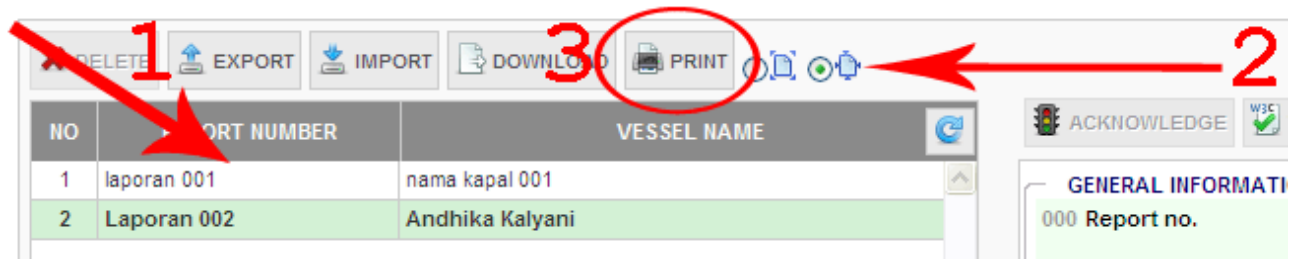 1 3 2
DELETE EXPORT IMPORT DOWNLOAD PRINT
NO REPORT NUMBER VESSEL NAME
ACKNOWLEDGE W3C
1 laporan 001 nama kapal 001
GENERAL INFORMATI
2 Laporan 002 Andhika Kalyani
000 Report no.